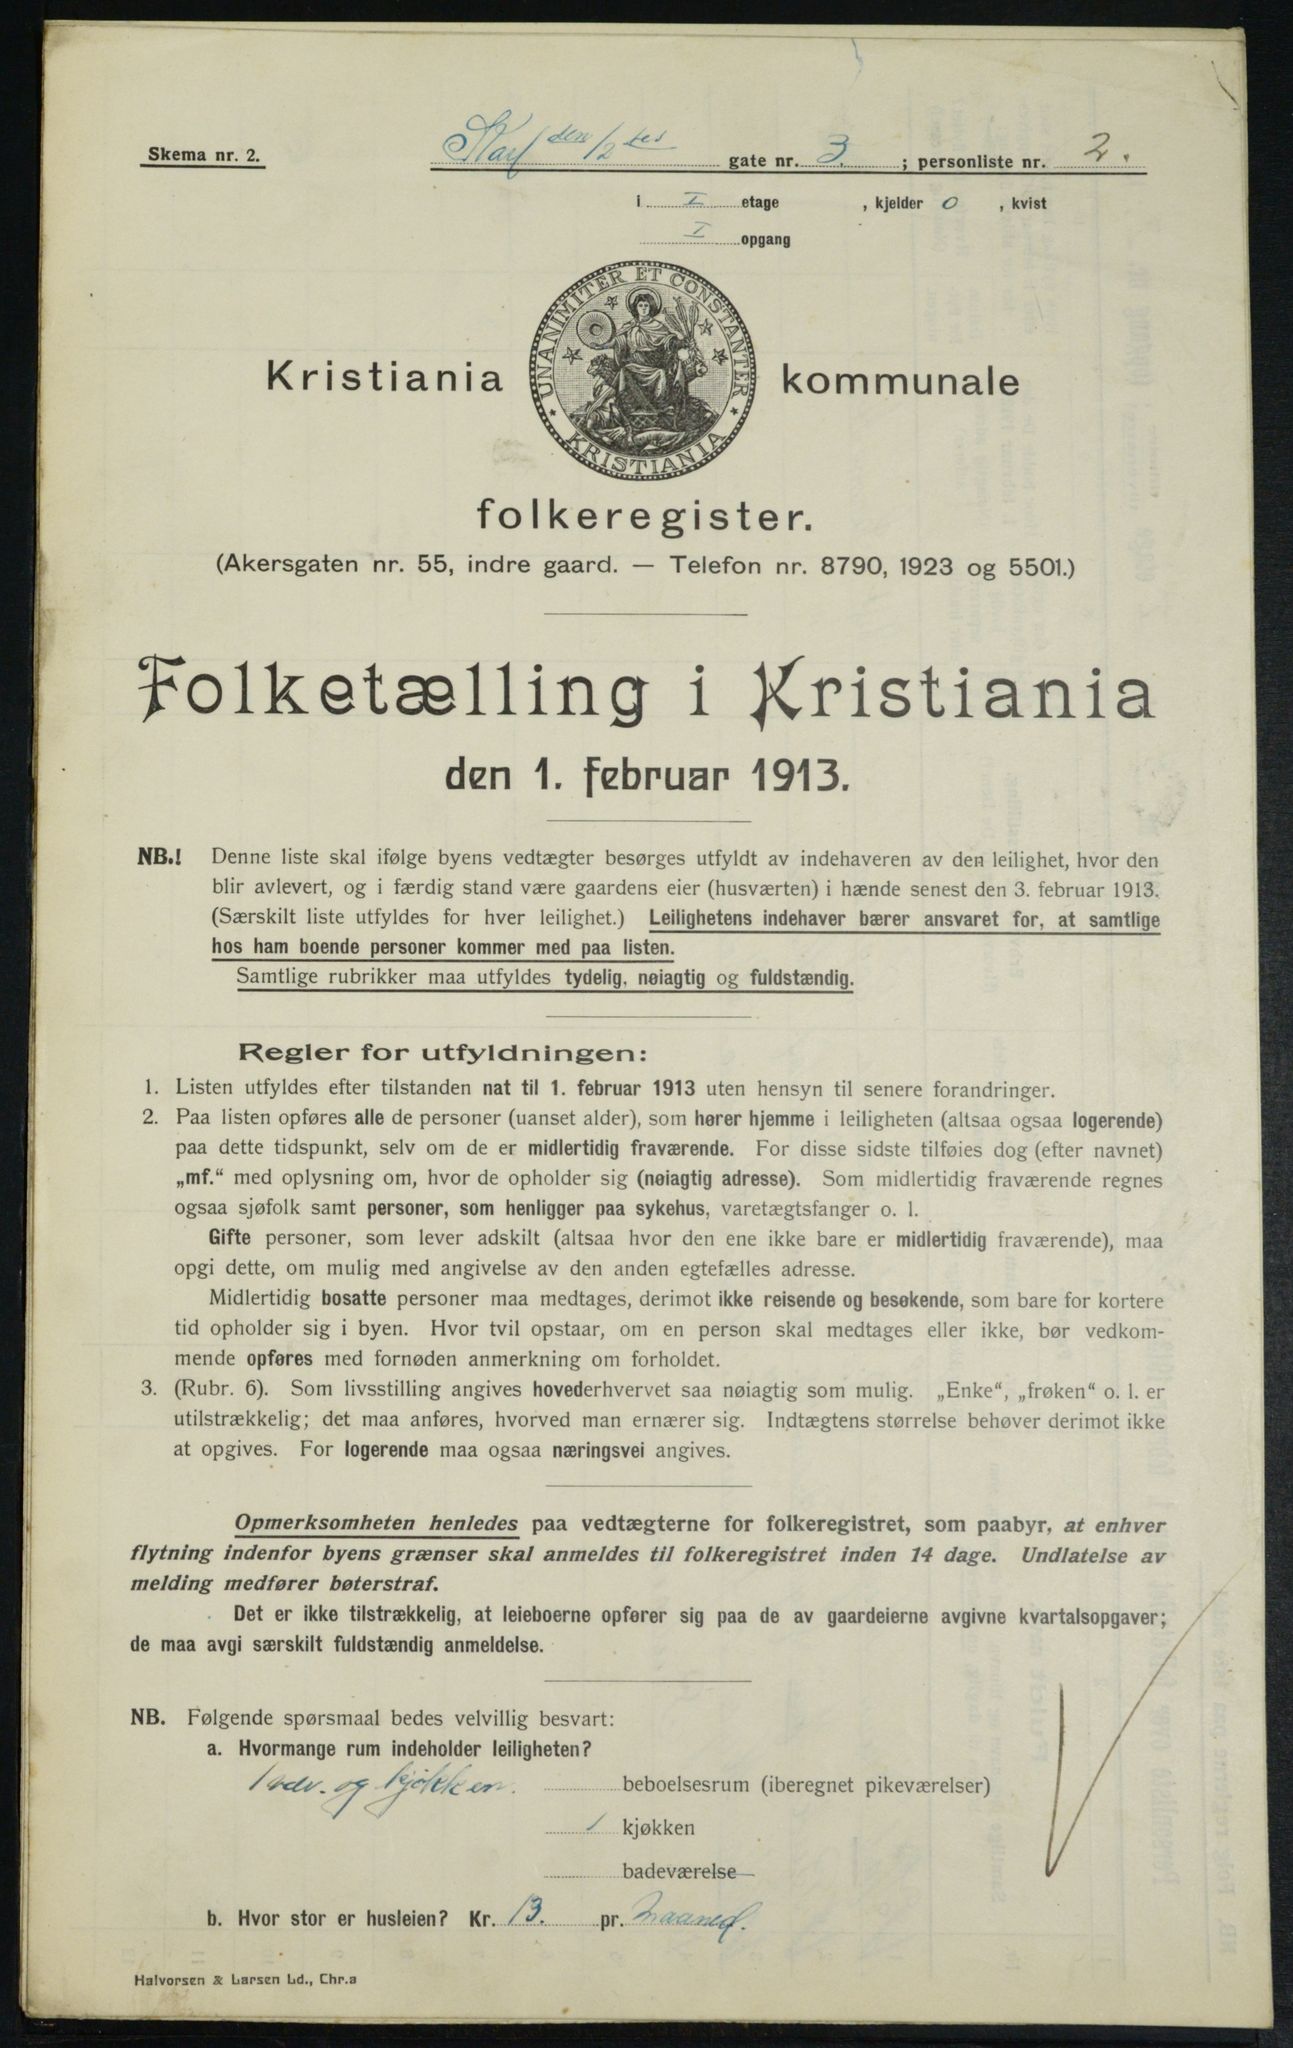 Skema nr. 2. Karl den 12tes gate nr. 3. ; personliste nr. 2.
i I etage , kjelder 0 , kvist
I opgang
UNANIMITER ET CONSTANTER
KRISTIANIA
Kristiania kommunale
folkeregister.
(Akersgaten nr. 55, indre gaard. — Telefon nr. 8790, 1923 og 5501.)
Folketælling i Kristiania
den 1. februar 1913.
NB.! Denne liste skal ifølge byens vedtægter besørges utfyldt av indehaveren av den leilighet, hvor den
blir avlevert, og i færdig stand være gaardens eier (husværten) i hænde senest den 3. februar 1913.
(Særskilt liste utfyldes for hver leilighet.) Leilighetens indehaver bærer ansvaret for, at samtlige
hos ham boende personer kommer med paa listen.
Samtlige rubrikker maa utfyldes tydelig, nøiagtig og fuldstændig.
Regler for utfyldningen:
1. Listen utfyldes efter tilstanden nat til 1. februar 1913 uten hensyn til senere forandringer.
2. Paa listen opføres alle de personer (uanset alder), som hører hjemme i leiligheten (altsaa ogsaa logerende)
paa dette tidspunkt, selv om de er midlertidig fraværende. For disse sidste tilføies dog (efter navnet)
„mf.“ med oplysning om, hvor de opholder sig (nøiagtig adresse). Som midlertidig fraværende regnes
ogsaa sjøfolk samt personer, som henligger paa sykehus, varetægtsfanger o. l.
Gifte personer, som lever adskilt (altsaa hvor den ene ikke bare er midlertidig fraværende), maa
opgi dette, om mulig med angivelse av den anden egtefælles adresse.
Midlertidig bosatte personer maa medtages, derimot ikke reisende og besøkende, som bare for kortere
tid opholder sig i byen. Hvor tvil opstaar, om en person skal medtages eller ikke, bør vedkom-
mende opføres med fornøden anmerkning om forholdet.
3. (Rubr. 6). Som livsstilling angives hovederhvervet saa nøiagtig som mulig. „Enke“, „frøken“ o. l. er
utilstrækkelig; det maa anføres, hvorved man ernærer sig. Indtægtens størrelse behøver derimot ikke
at opgives. For logerende maa ogsaa næringsvei angives.
Opmerksomheten henledes paa vedtægterne for folkeregistret, som paabyr, at enhver
flytning indenfor byens grænser skal anmeldes til folkeregistret inden 14 dage. Undlatelse av
melding medfører bøterstraf.
Det er ikke tilstrækkelig, at leieboerne opfører sig paa de av gaardeierne avgivne kvartalsopgaver;
de maa avgi særskilt fuldstændig anmeldelse.
NB. Følgende spørsmaal bedes velvillig besvart:
a. Hvormange rum indeholder leiligheten?
1 vær. og kjøkken. beboelsesrum (iberegnet pikeværelser)
1 kjøkken
badeværelse
b. Hvor stor er husleien? Kr. 13. pr. Maaned.
Halvorsen & Larsen Ld., Chr.a